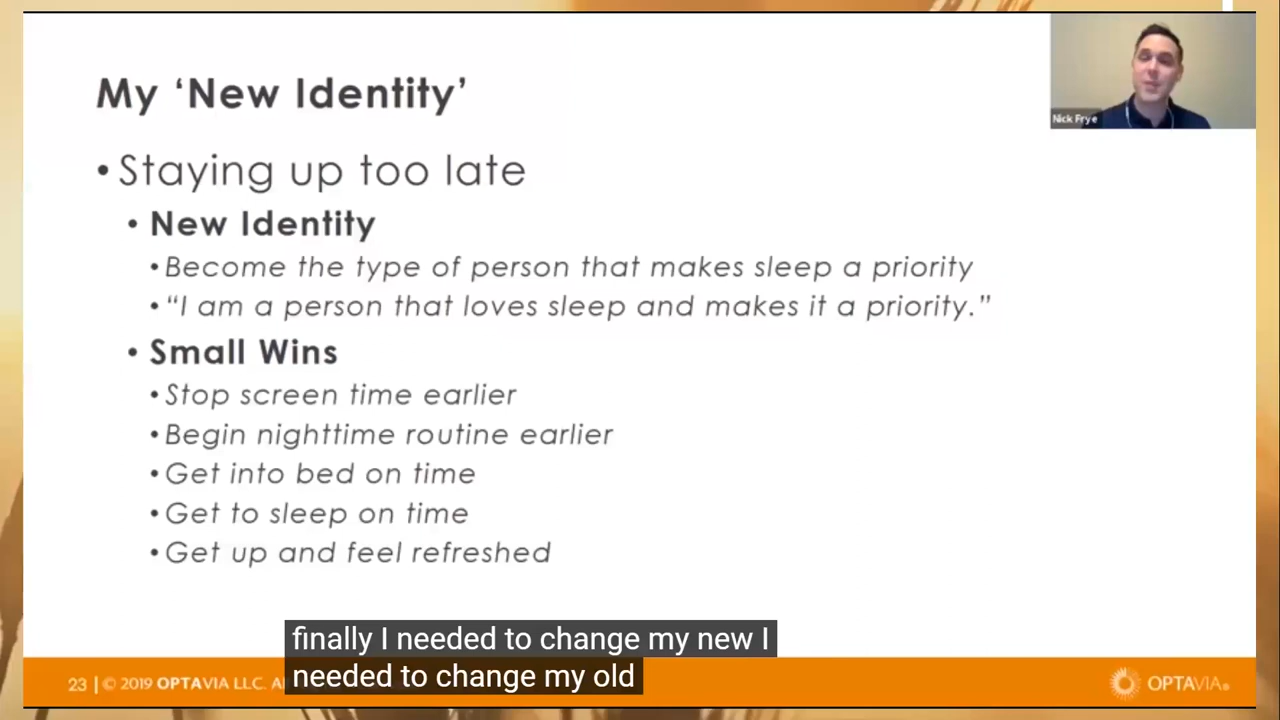 My ‘New Identity’
Nick Frye
• Staying up too late
• New Identity
• Become the type of person that makes sleep a priority
• “I am a person that loves sleep and makes it a priority.”
• Small Wins
• Stop screen time earlier
• Begin nighttime routine earlier
• Get into bed on time
• Get to sleep on time
• Get up and feel refreshed
finally I needed to change my new I
needed to change my old
23 | © 2019 OPTAVIA LLC. A
OPTAVIA®